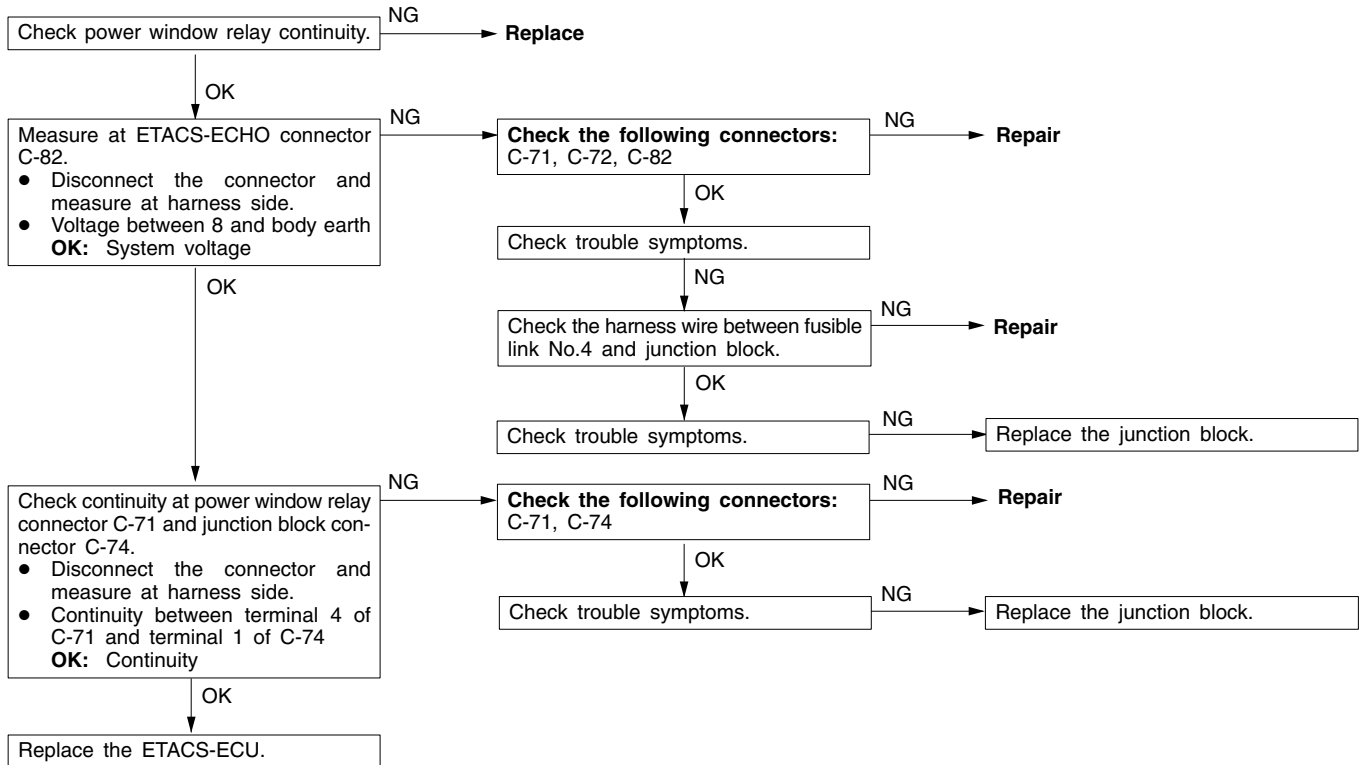 Check power window relay continuity.
NG
Replace
OK
Measure at ETACS-ECHO connector
C-82.
● Disconnect the connector and
measure at harness side.
● Voltage between 8 and body earth
OK: System voltage
NG
Check the following connectors:
C-71, C-72, C-82
NG
Repair
OK
Check trouble symptoms.
NG
Check the harness wire between fusible
link No.4 and junction block.
NG
Repair
OK
Check trouble symptoms.
NG
Replace the junction block.
OK
Check continuity at power window relay
connector C-71 and junction block con-
nector C-74.
● Disconnect the connector and
measure at harness side.
● Continuity between terminal 4 of
C-71 and terminal 1 of C-74
OK: Continuity
NG
Check the following connectors:
C-71, C-74
NG
Repair
OK
Check trouble symptoms.
NG
Replace the junction block.
OK
Replace the ETACS-ECU.